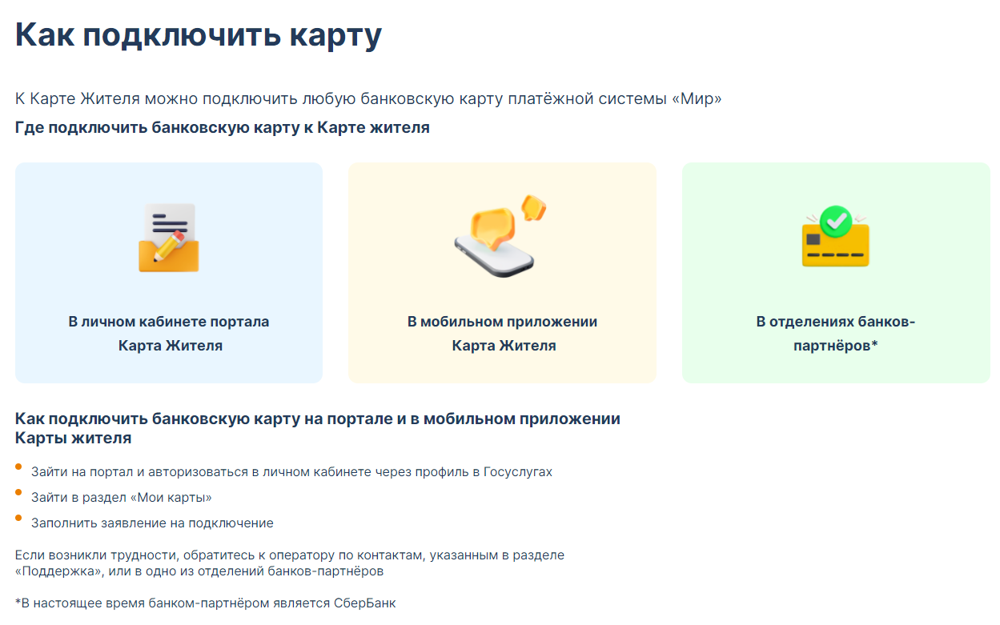 Как подключить карту
К Карте Жителя можно подключить любую банковскую карту платёжной системы «Мир»
Где подключить банковскую карту к Карте жителя
В личном кабинете портала
Карта Жителя
В мобильном приложении
Карта Жителя
В отделениях банков-
партнёров*
Как подключить банковскую карту на портале и в мобильном приложении
Карты жителя
Зайти на портал и авторизоваться в личном кабинете через профиль в Госуслугах
Зайти в раздел «Мои карты»
Заполнить заявление на подключение
Если возникли трудности, обратитесь к оператору по контактам, указанным в разделе
«Поддержка», или в одно из отделений банков-партнёров
*В настоящее время банком-партнёром является СберБанк